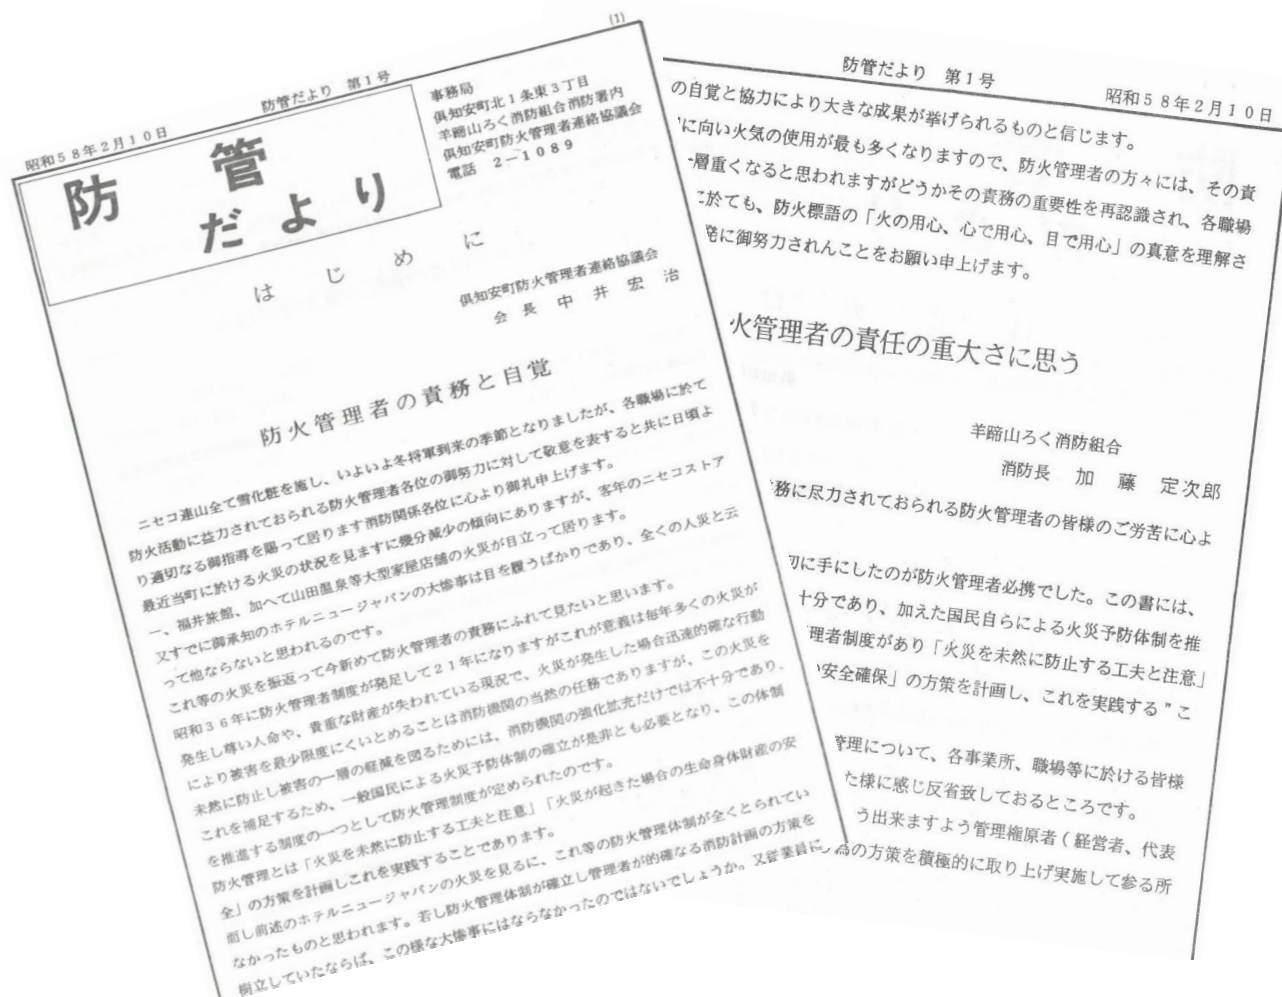 (1)
昭和58年2月10日
防管だより 第1号
防管
だより
事務局
倶知安町北1条東3丁目
羊蹄山ろく消防組合消防署内
倶知安町防火管理者連絡協議会
電話 2-1089
はじめに
倶知安町防火管理者連絡協議会
会長 中井宏治
防火管理者の責務と自覚
ニセコ連山全て雪化粧を施し、いよいよ冬将軍到来の季節となりましたが、各職場に於て
防火活動に益力されておられる防火管理者各位の御努力に対して敬意を表すると共に日頃よ
り適切なる御指導を賜って居ります消防関係各位に心より御礼申上げます。
最近当町に於ける火災の状況を見ますに幾分減少の傾向にありますが、客年のニセコストア
ー、福井旅館、加へて山田温泉等大型家屋店舗の火災が目立って居ります。
又すでに御承知のホテルニュージャパンの大惨事は目を履うばかりであり、全くの人災と云
って他ならないと思われるのです。
これ等の火災を振返って今新めて防火管理者の責務にふれて見たいと思います。
昭和36年に防火管理者制度が発足して21年になりますがこれが意義は毎年多くの火災が
発生し尊い人命や、貴重な財産が失われている現況で、火災が発生した場合迅速的確な行動
により被害を最少限度にくいとめることは消防機関の当然の任務でありますが、この火災を
未然に防止し被害の一層の軽減を図るためには、消防機関の強化拡充だけでは不十分であり、
これを補足するため、一般国民による火災予防体制の確立が是非とも必要となり、この体制
を推進する制度の一つとして防火管理制度が定められたのです。
防火管理とは「火災を未然に防止する工夫と注意」「火災が起きた場合の生命身体財産の安
全」の方策を計画しこれを実践することであります。
而し前述のホテルニュージャパンの火災を見るに、これ等の防火管理体制が全くとられてい
なかったものと思われます。若し防火管理体制が確立し管理者が的確なる消防計画の方策を
樹立していたならば、この様な大惨事にはならなかったのではないでしょうか。又従業員に
防管だより 第1号
昭和58年2月10日
の自覚と協力により大きな成果が挙げられるものと信じます。
に向い火気の使用が最も多くなりますので、防火管理者の方々には、その責
層重くなると思われますがどうかその責務の重要性を再認識され、各職場
に於ても、防火標語の「火の用心、心で用心、目で用心」の真意を理解さ
発に御努力されんことをお願い申上げます。
火管理者の責任の重大さに思う
羊蹄山ろく消防組合
消防長 加藤定次郎
務に尽力されておられる防火管理者の皆様のご労苦に心よ
初に手にしたのが防火管理者必携でした。この書には、
十分であり、加えた国民自らによる火災予防体制を推
理者制度があり「火災を未然に防止する工夫と注意」
安全確保」の方策を計画し、これを実践する”こ
管理について、各事業所、職場等に於ける皆様
た様に感じ反省致しておるところです。
う出来ますよう管理権原者(経営者、代表
為の方策を積極的に取り上げ実施して参る所